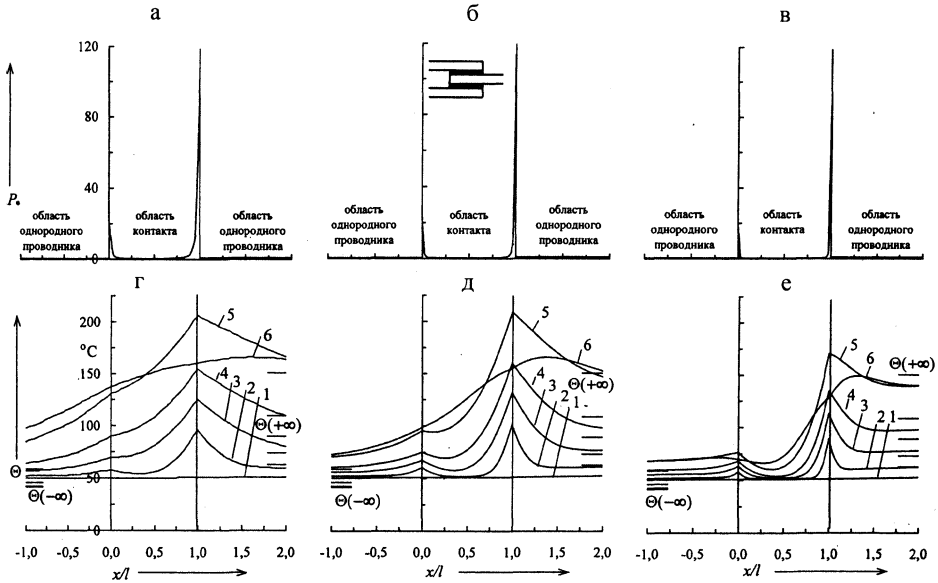 а
б
в
120
100
80
40
20
0
P*
область однородного проводника
область контакта
область однородного проводника
область однородного проводника
область контакта
область однородного проводника
область однородного проводника
область контакта
область однородного проводника
г
д
е
200
°C
150
100
50
0
Θ
5
6
4
3
2
1
Θ(+∞)
Θ(-∞)
5
6
4
3
2
1
Θ(+∞)
Θ(-∞)
5
6
4
3
2
1
Θ(+∞)
Θ(-∞)
-1,0 -0,5 0,0 0,5 1,0 1,5 2,0
-1,0 -0,5 0,0 0,5 1,0 1,5 2,0
-1,0 -0,5 0,0 0,5 1,0 1,5 2,0
x/l
x/l
x/l